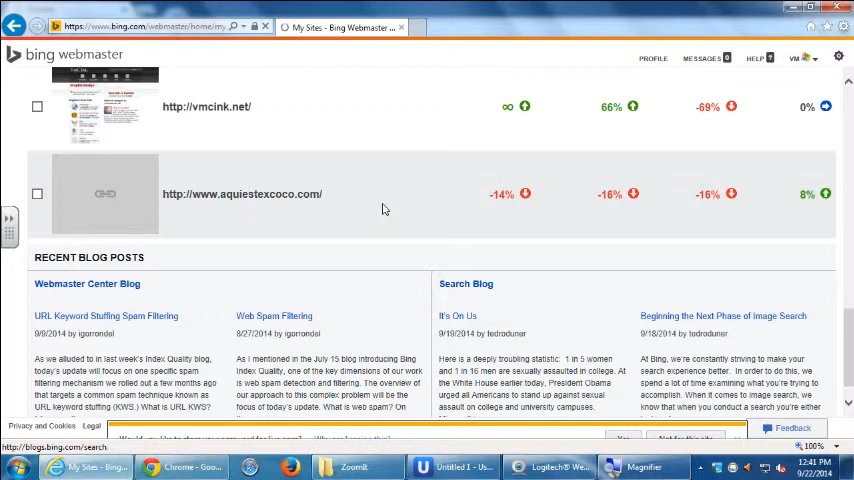 https://www.bing.com/webmaster/home/my
My Sites - Bing Webmaster ...
bing webmaster
PROFILE MESSAGES 0 HELP ? VM
http://vmcink.net/ ∞ 66% -69% 0%
http://www.aquiestexcoco.com/ -14% -16% -16% 8%
RECENT BLOG POSTS
Webmaster Center Blog
Search Blog
URL Keyword Stuffing Spam Filtering
9/9/2014 by igorrondel
As we alluded to in last week's Index Quality blog,
today's update will focus on one specific spam
filtering mechanism we rolled out a few months ago
that targets a common spam technique known as
URL keyword stuffing (KWS.) What is URL KWS?
Web Spam Filtering
8/27/2014 by igorrondel
As I mentioned in the July 15 blog introducing Bing
Index Quality, one of the key dimensions of our work
is web spam detection and filtering. The overview of
our approach to this complex problem will be the
focus of today's update. What is web spam? On
It's On Us
9/19/2014 by tedroduner
Here is a deeply troubling statistic: 1 in 5 women
and 1 in 16 men are sexually assaulted in college. At
the White House earlier today, President Obama
urged all Americans to stand up against sexual
assault on college and university campuses.
Beginning the Next Phase of Image Search
9/18/2014 by tedroduner
At Bing, we're constantly striving to make your
search experience better. In order to do this, we
spend a lot of time examining what you're trying to
accomplish. When it comes to image search, we
know that when you conduct a search you're either
Privacy and Cookies Legal
Feedback
http://blogs.bing.com/search
100%
My Sites - Bing... Chrome - Goo... ZoomIt Untitled 1 - Us... Logitech® We... Magnifier
12:41 PM
9/22/2014